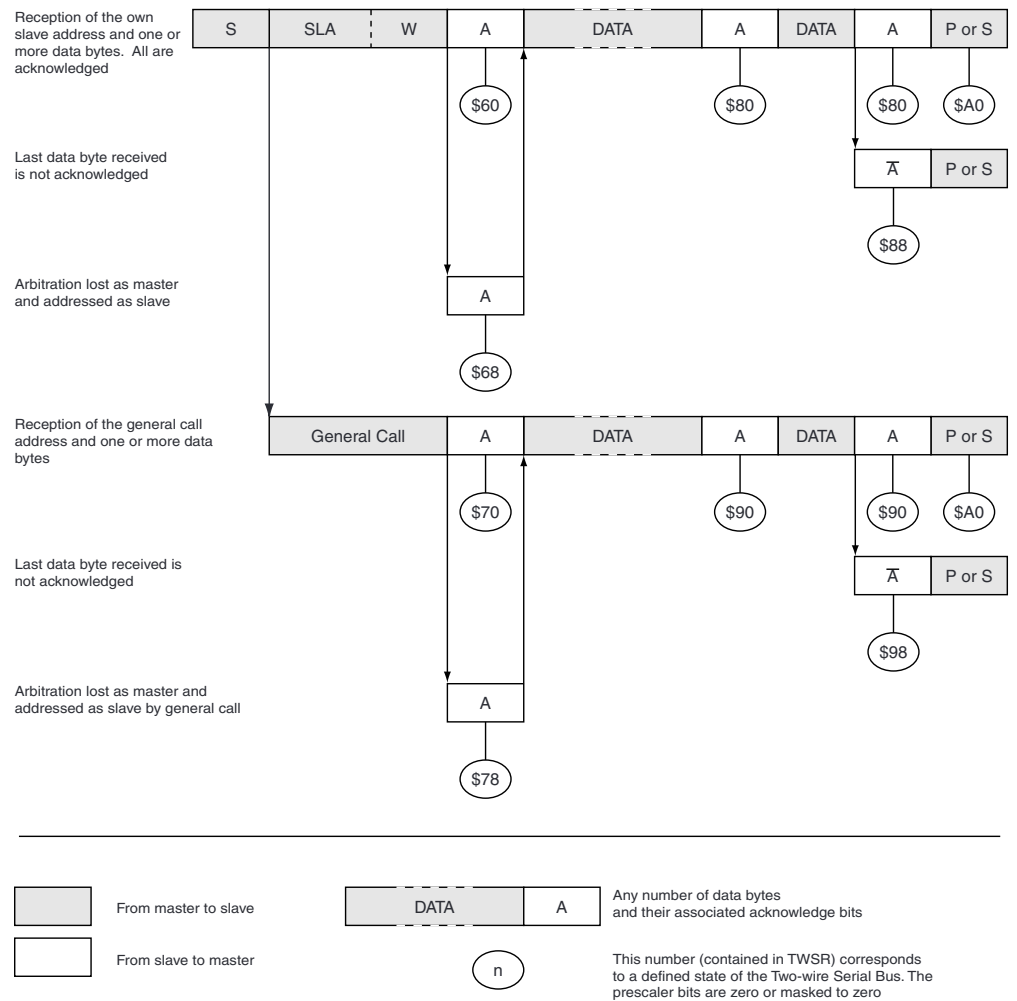 Reception of the own
slave address and one or
more data bytes. All are
acknowledged
S SLA W A DATA A DATA A P or S
$60 $80 $80 $A0
Last data byte received
is not acknowledged
A̅ P or S
$88
Arbitration lost as master
and addressed as slave
A
$68
Reception of the general call
address and one or more data
bytes
General Call A DATA A DATA A P or S
$70 $90 $90 $A0
Last data byte received is
not acknowledged
A̅ P or S
$98
Arbitration lost as master and
addressed as slave by general call
A
$78
From master to slave
DATA A
Any number of data bytes
and their associated acknowledge bits
From slave to master
n
This number (contained in TWSR) corresponds
to a defined state of the Two-wire Serial Bus. The
prescaler bits are zero or masked to zero